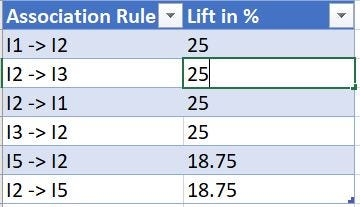 Association Rule Lift in %
I1 -> I2 25
I2 -> I3 25
I2 -> I1 25
I3 -> I2 25
I5 -> I2 18.75
I2 -> I5 18.75